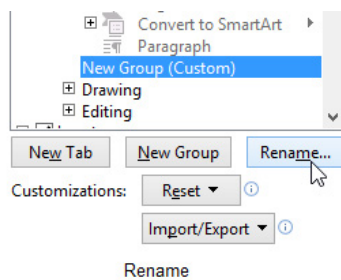 Convert to SmartArt
Paragraph
New Group (Custom)
Drawing
Editing
New Tab New Group Rename...
Customizations: Reset
Import/Export
Rename